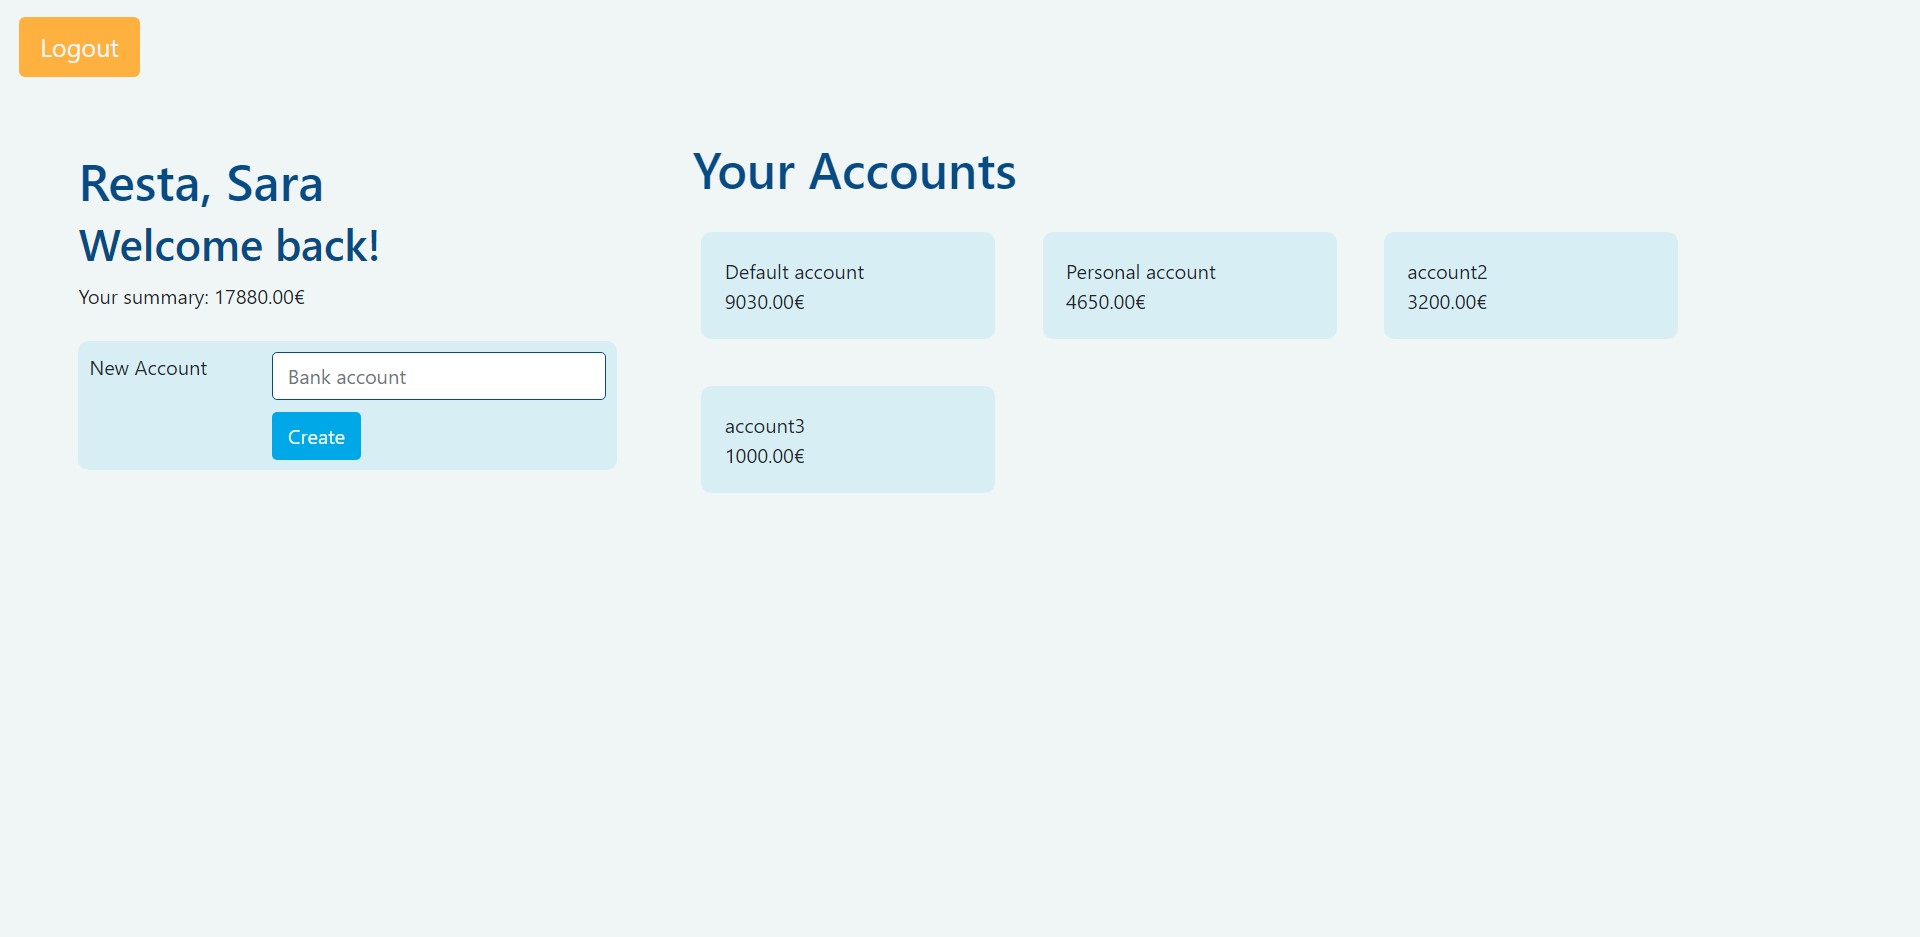 Logout
Resta, Sara
Welcome back!
Your summary: 17880.00€
New Account
Bank account
Create
Your Accounts
Default account
9030.00€
Personal account
4650.00€
account2
3200.00€
account3
1000.00€